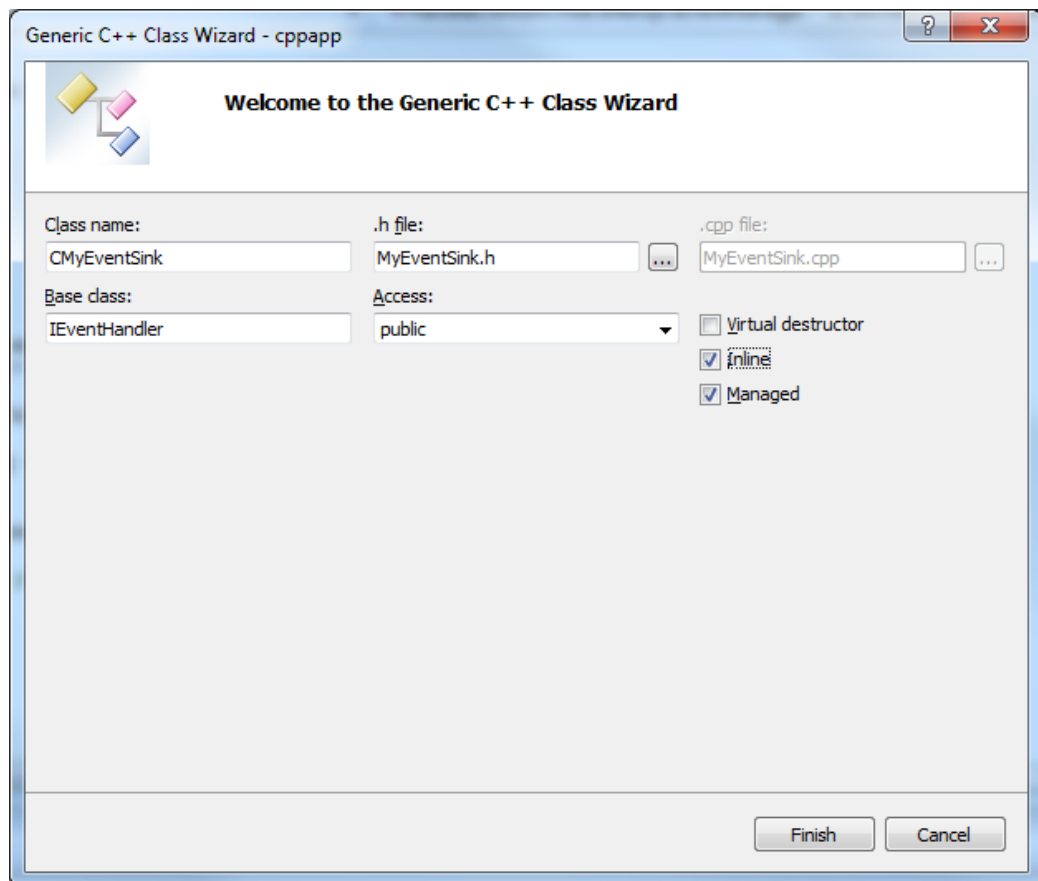 Generic C++ Class Wizard - cppapp
Welcome to the Generic C++ Class Wizard
Class name:
.h file:
.cpp file:
CMyEventSink
MyEventSink.h
...
MyEventSink.cpp
...
Base class:
Access:
IEventHandler
public
Virtual destructor
Inline
Managed
Finish
Cancel